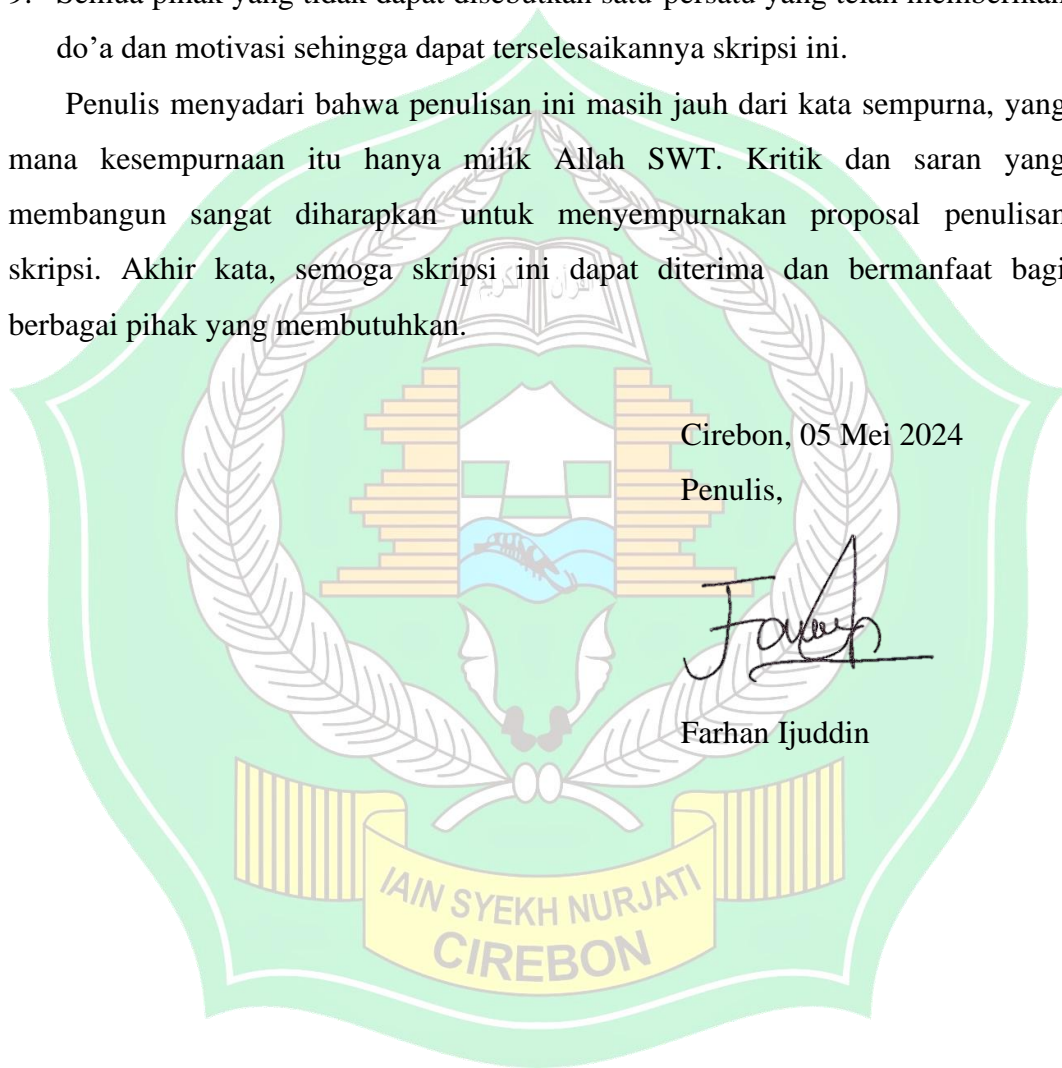 9. Semua pihak yang tidak dapat disebutkan satu-persatu yang telah memberikan
do’a dan motivasi sehingga dapat terselesaikannya skripsi ini.
Penulis menyadari bahwa penulisan ini masih jauh dari kata sempurna, yang
mana kesempurnaan itu hanya milik Allah SWT. Kritik dan saran yang
membangun sangat diharapkan untuk menyempurnakan proposal penulisan
skripsi. Akhir kata, semoga skripsi ini dapat diterima dan bermanfaat bagi
berbagai pihak yang membutuhkan.
القرآن الكريم
Cirebon, 05 Mei 2024
Penulis,
Farhan Ijuddin
IAIN SYEKH NURJATI
CIREBON